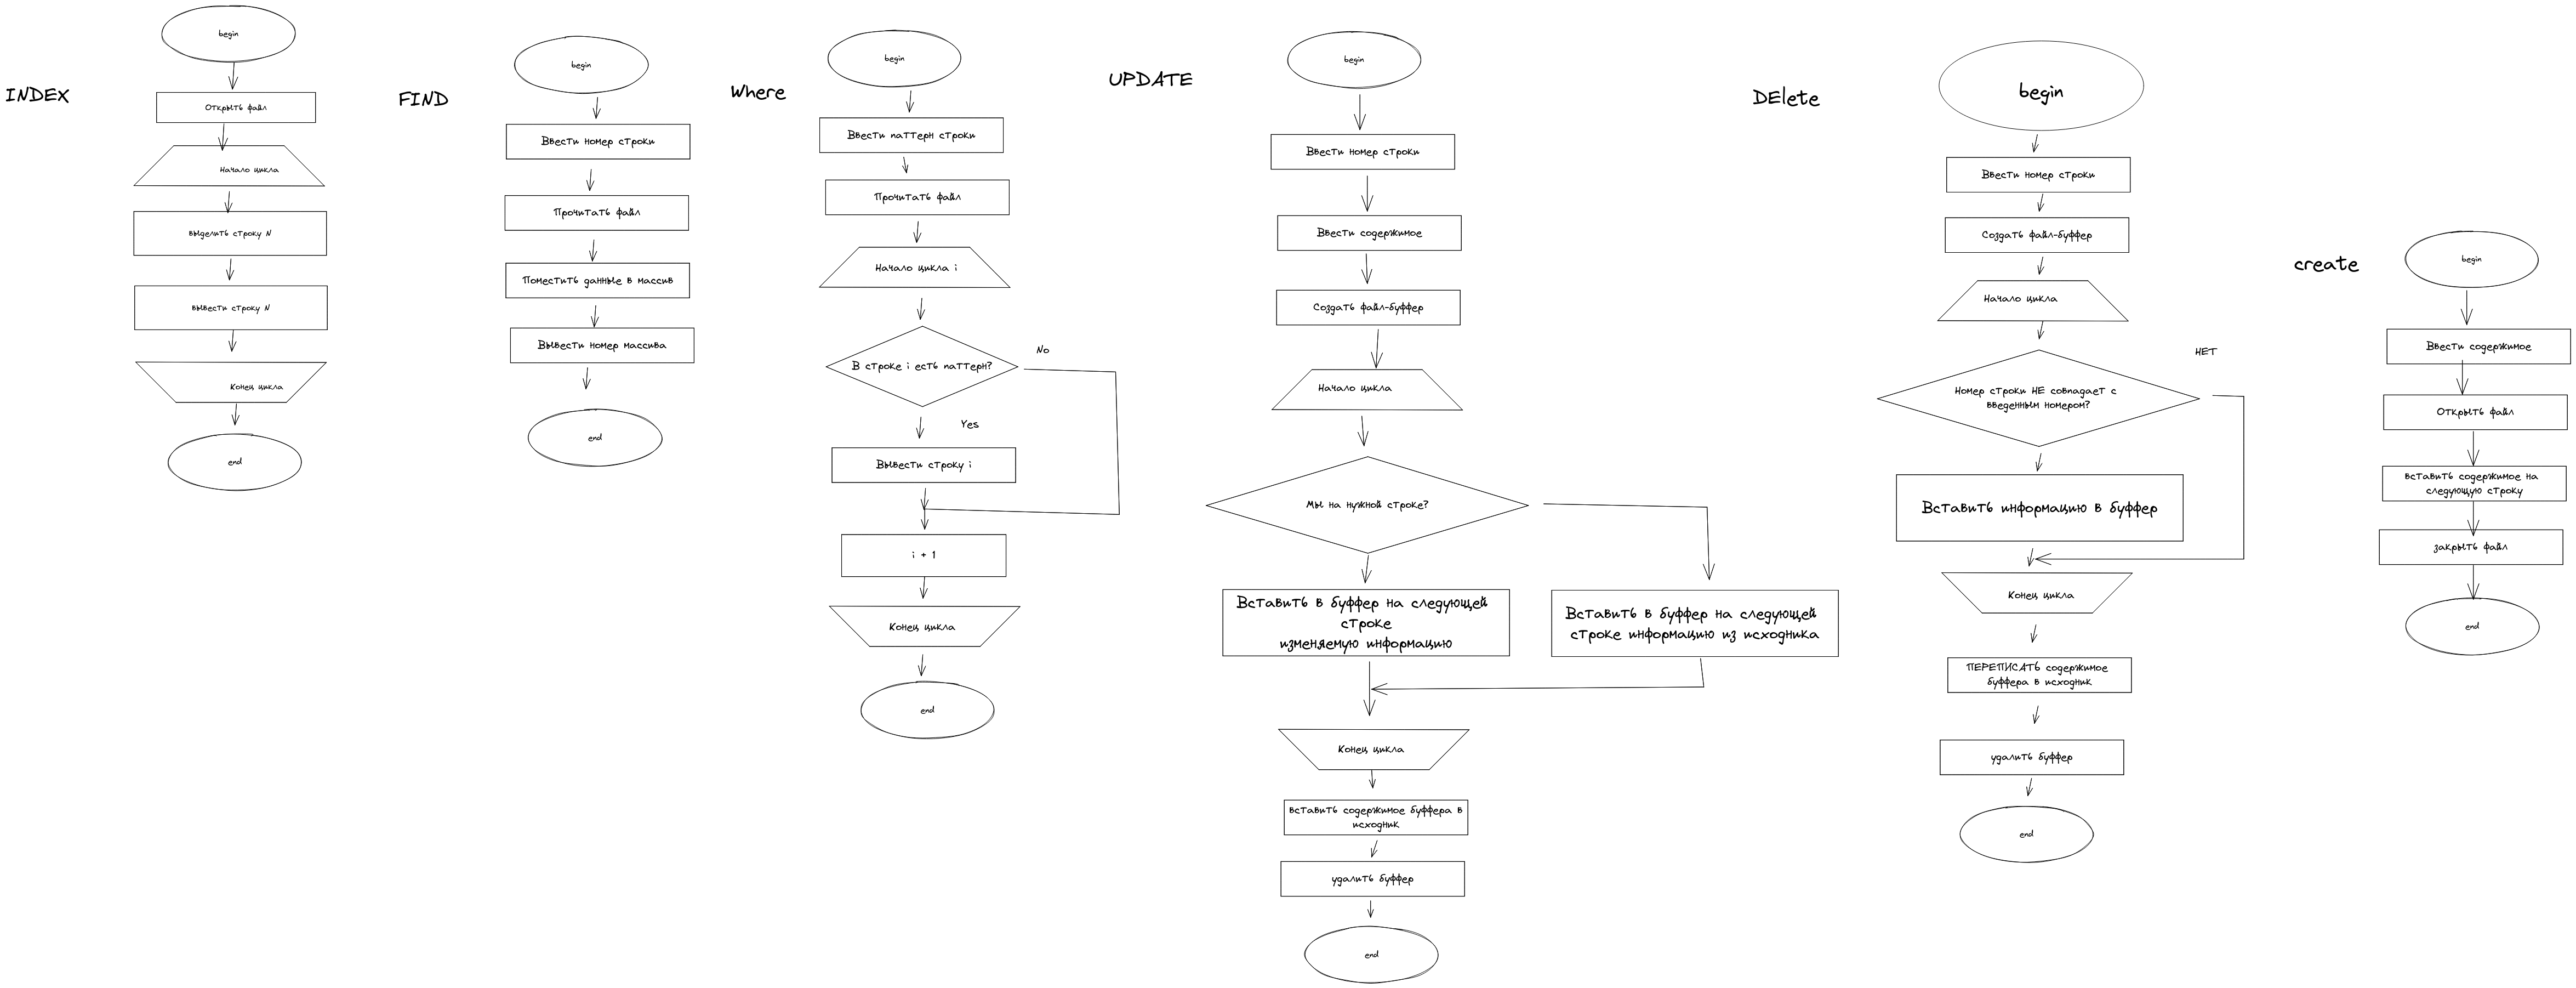 INDEX
begin
Открыть файл
Начало цикла
выделить строку N
вывести строку N
Конец цикла
end
FIND
begin
Ввести номер строки
Прочитать файл
Поместить данные в массив
Вывести номер массива
end
Where
begin
Ввести паттерн строки
Прочитать файл
Начало цикла i
В строке i есть паттерн?
No
Yes
Вывести строку i
i + 1
Конец цикла
end
UPDATE
begin
Ввести номер строки
Ввести содержимое
Создать файл-буффер
Начало цикла
Мы на нужной строке?
Вставить в буффер на следующей
строке
изменяемую информацию
Вставить в буффер на следующей
строке информацию из исходника
Конец цикла
вставить содержимое буффера в
исходник
удалить буффер
end
DElete
begin
Ввести номер строки
Создать файл-буффер
Начало цикла
Номер строки НЕ совпадает с
введенным номером?
НЕТ
Вставить информацию в буффер
Конец цикла
ПЕРЕПИСАТЬ содержимое
буффера в исходник
удалить буффер
end
create
begin
Ввести содержимое
Открыть файл
вставить содержимое на
следующую строку
закрыть файл
end